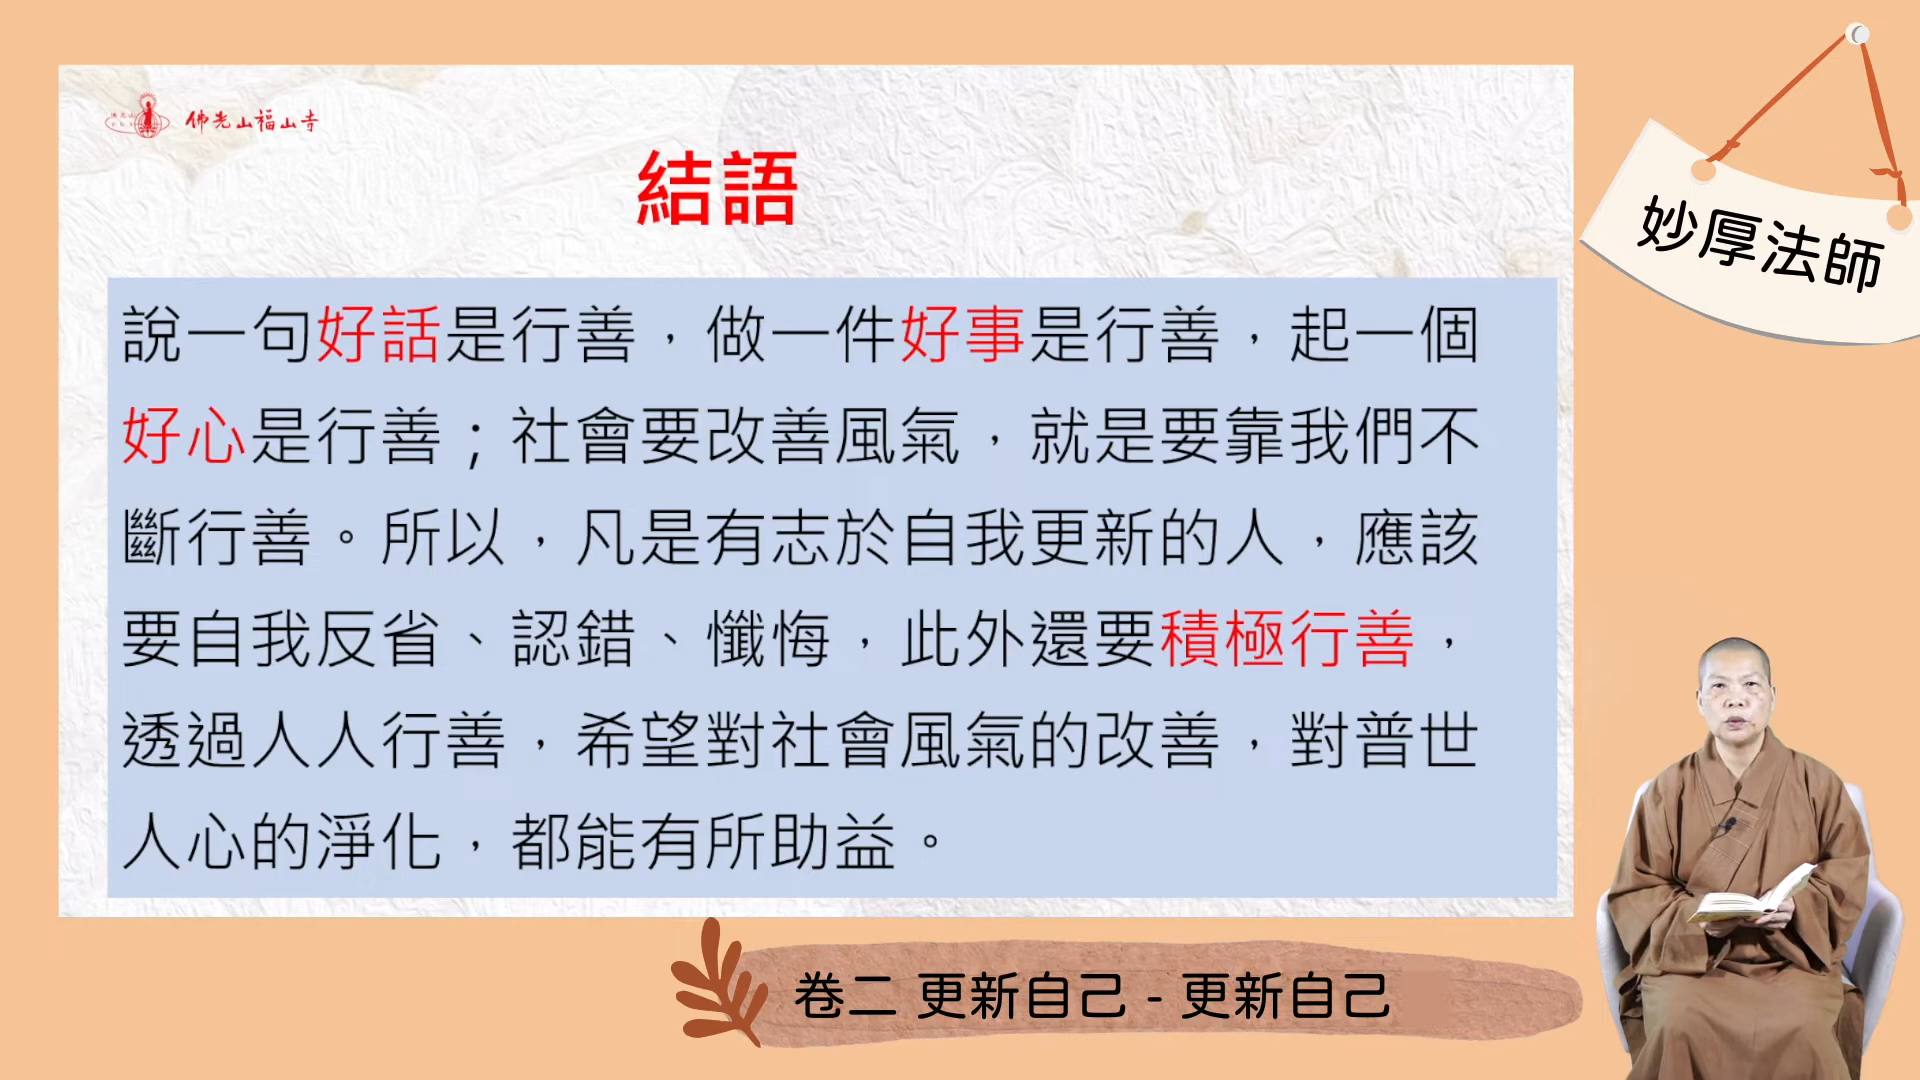 佛光山福山寺
結語
說一句好話是行善，做一件好事是行善，起一個
好心是行善；社會要改善風氣，就是要靠我們不
斷行善。所以，凡是有志於自我更新的人，應該
要自我反省、認錯、懺悔，此外還要積極行善，
透過人人行善，希望對社會風氣的改善，對普世
人心的淨化，都能有所助益。
妙厚法師
卷二 更新自己 - 更新自己